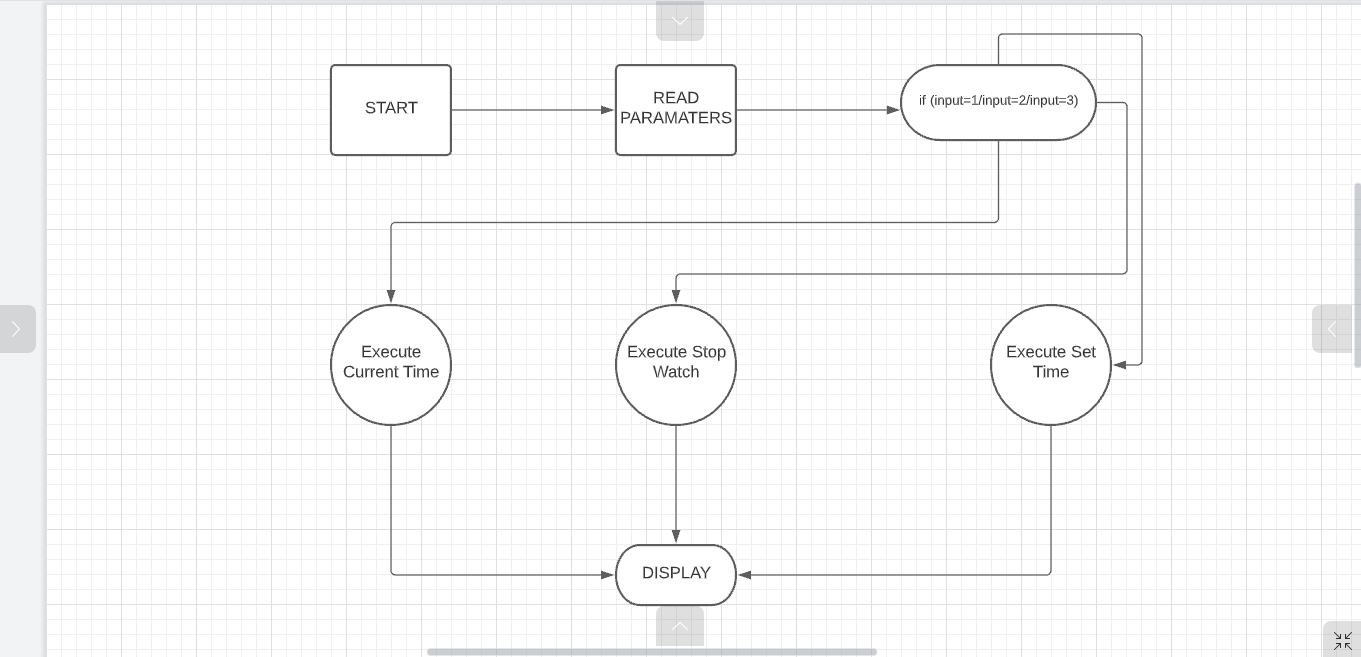 START
READ
PARAMATERS
if (input=1/input=2/input=3)
Execute
Current Time
Execute Stop
Watch
Execute Set
Time
DISPLAY